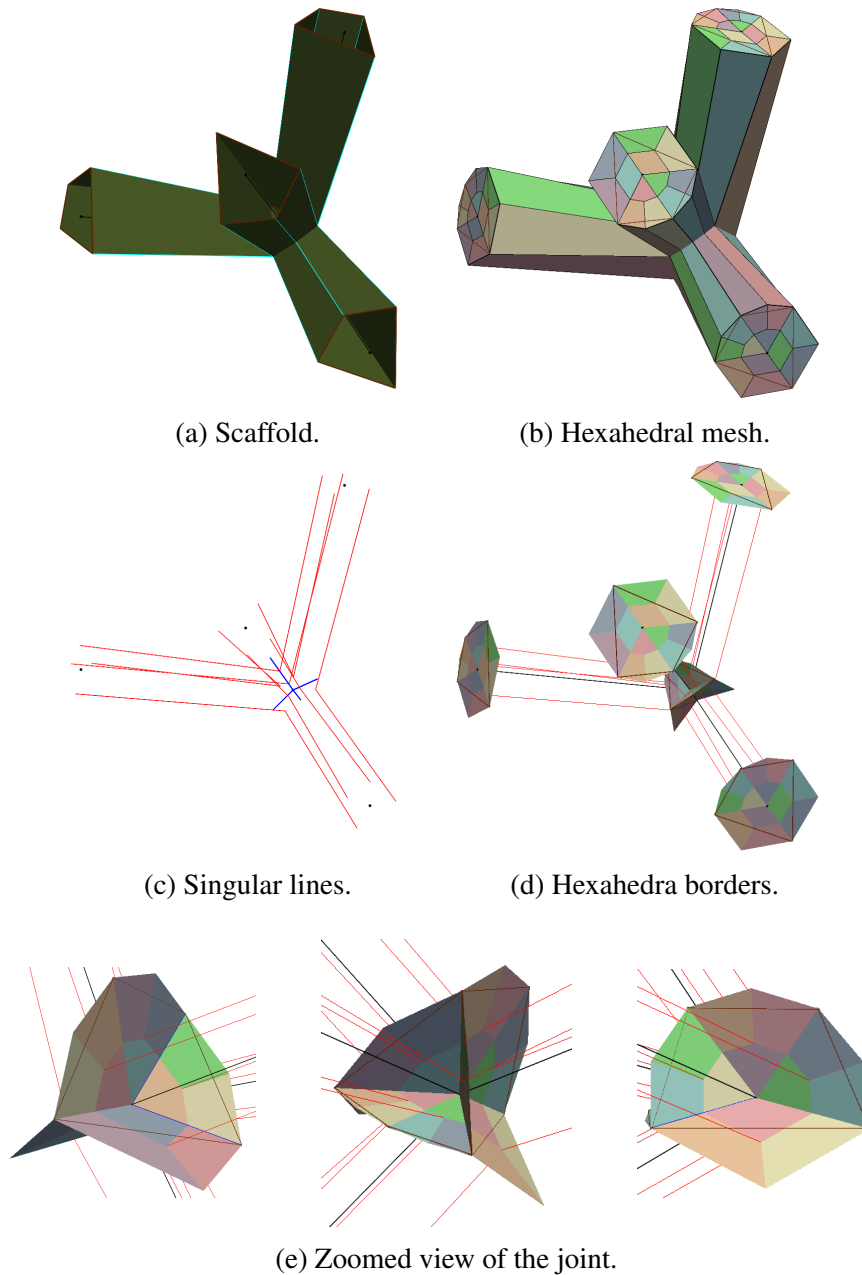 (a) Scaffold.
(b) Hexahedral mesh.
(c) Singular lines.
(d) Hexahedra borders.
(e) Zoomed view of the joint.